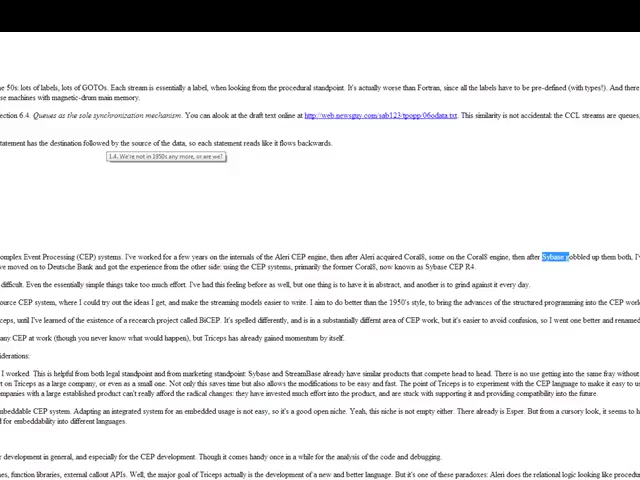 e 50s: lots of labels, lots of GOTOs. Each stream is essentially a label, when looking from the procedural standpoint. It's actually worse than Fortran, since all the labels have to be pre-defined (with types!). And there
se machines with magnetic-drum main memory.
ection 6.4. Queues as the sole synchronization mechanism. You can alook at the draft text online at http://web.newsguy.com/sab123/tpopp/06odata.txt. This similarity is not accidental: the CCL streams are queues,
tatement has the destination followed by the source of the data, so each statement reads like it flows backwards.
1.4. We're not in 1950s any more, or are we?
omplex Event Processing (CEP) systems. I've worked for a few years on the internals of the Aleri CEP engine, then after Aleri acquired Coral8, some on the Coral8 engine, then after Sybase gobbled up them both, I'
ve moved on to Deutsche Bank and got the experience from the other side: using the CEP systems, primarily the former Coral8, now known as Sybase CEP R4.
difficult. Even the essentially simple things take too much effort. I've had this feeling before as well, but one thing is to have it in abstract, and another is to grind against it every day.
ource CEP system, where I could try out the ideas I get, and make the streaming models easier to write. I aim to do better than the 1950's style, to bring the advances of the structured programming into the CEP worl
ceps, until I've learned of the existence of a recearch project called BiCEP. It's spelled differently, and is in a substantially differnt area of CEP work, but it's easier to avoid confusion, so I went one better and renamed
any CEP at work (though you never know what would happen), but Triceps has already gained momentum by itself.
iderations:
I worked. This is helpful from both legal standpoint and from marketing standpoint: Sybase and StreamBase already have similar products that compete head to head. There is no use getting into the same fray without
t on Triceps as a large company, or even as a small one. Not only this saves time but also allows the modifications to be easy and fast. The point of Triceps is to experiment with the CEP language to make it easy to us
ompanies with a large established product can't really afford the radical changes: they have invested much effort into the product, and are stuck with supporting it and providing compatibility into the future.
mbeddable CEP system. Adapting an integrated system for an embedded usage is not easy, so it's a good open niche. Yeah, this niche is not empty either. There already is Esper. But from a cursory look, it seems to h
d for embeddability into different languages.
r development in general, and especially for the CEP development. Though it comes handy once in a while for the analysis of the code and debugging.
es, function libraries, external callout APIs. Well, the major goal of Triceps actually is the development of a new and better language. But it's one of these paradoxes: Aleri does the relational logic looking like procedur